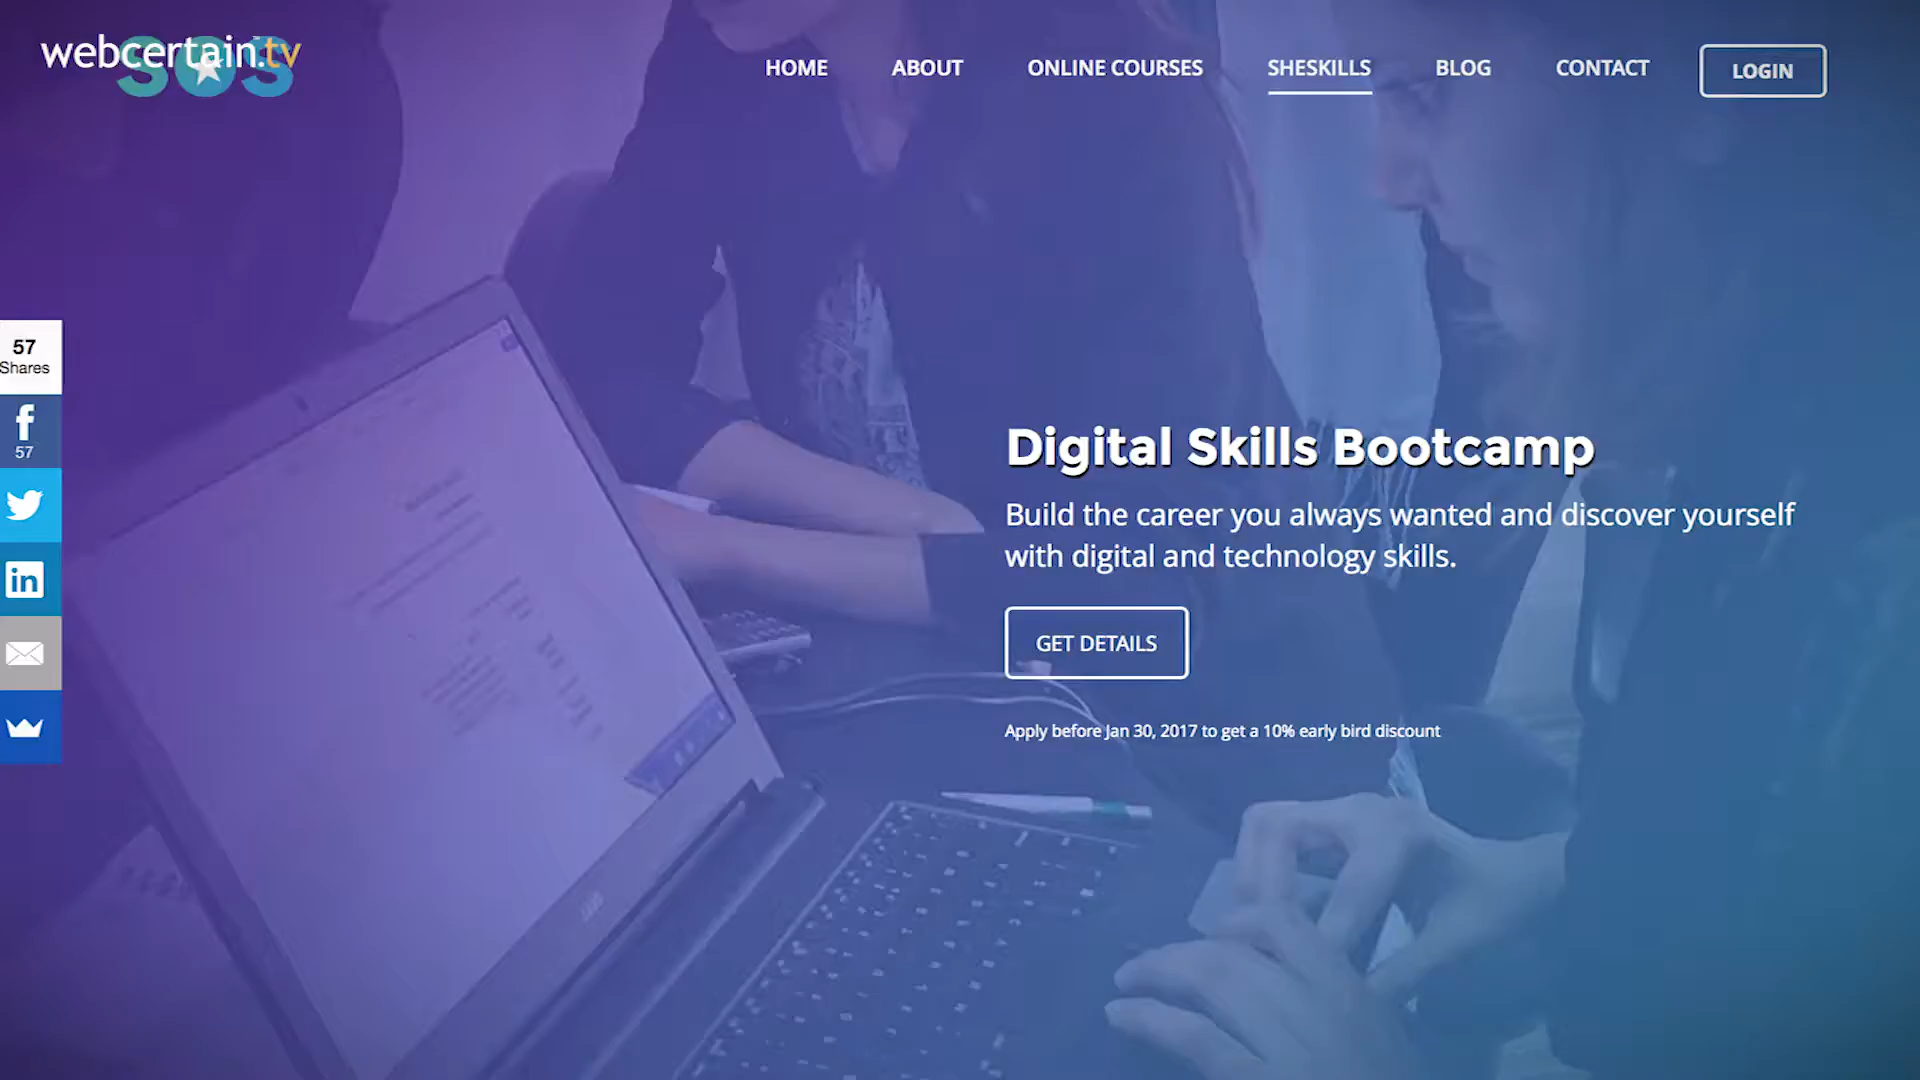 webcertain.tv
SOS
HOME ABOUT ONLINE COURSES SHESKILLS BLOG CONTACT LOGIN
57
Shares
57
in
Digital Skills Bootcamp
Build the career you always wanted and discover yourself
with digital and technology skills.
GET DETAILS
Apply before Jan 30, 2017 to get a 10% early bird discount